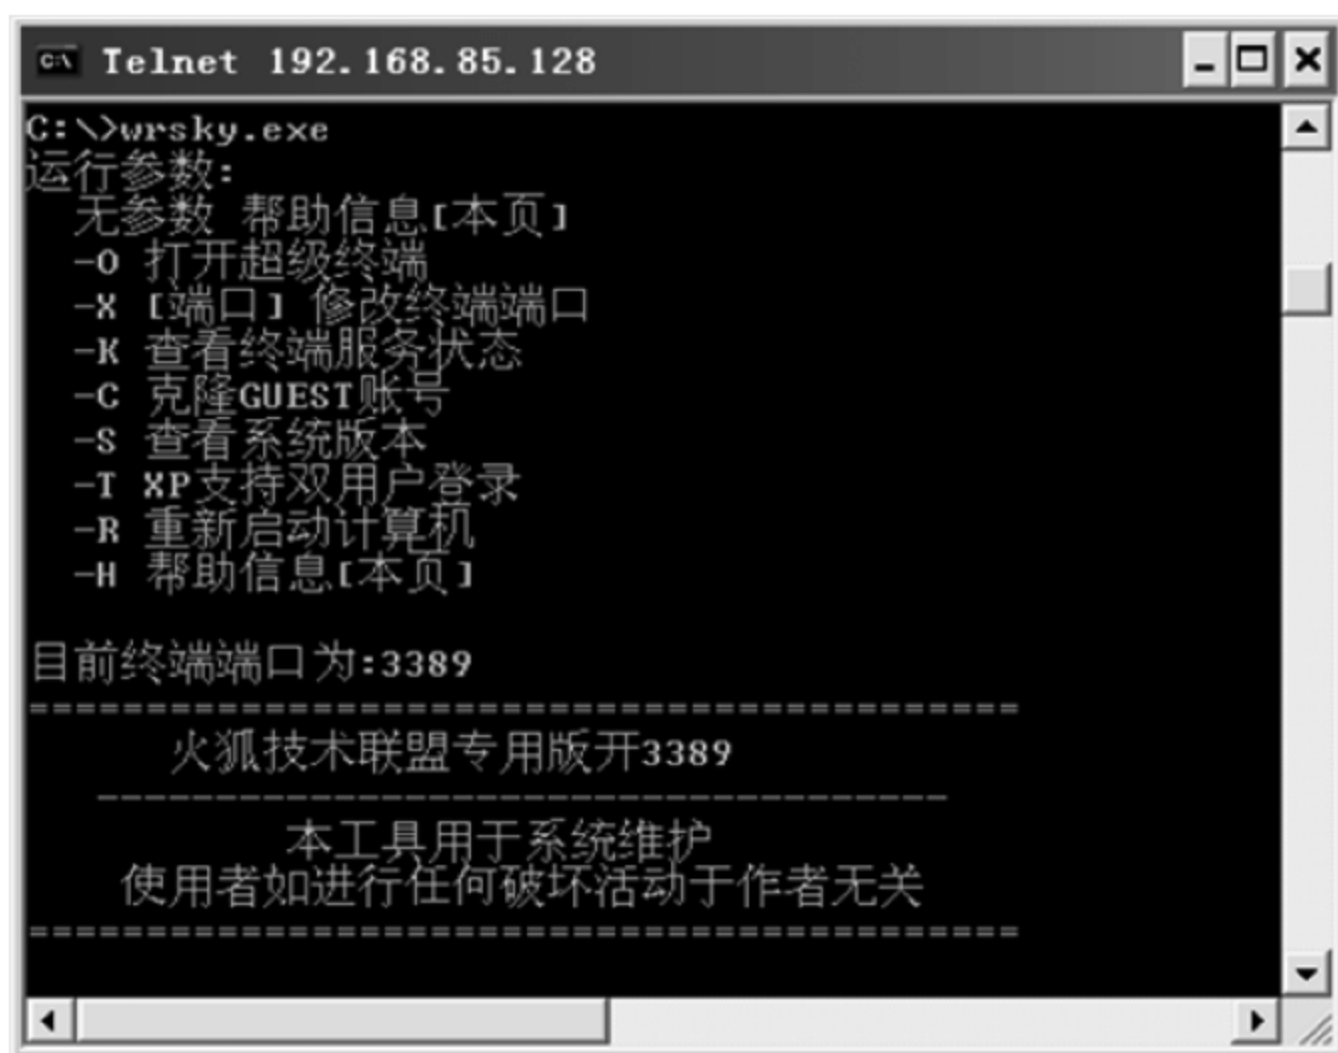 Telnet 192.168.85.128
C:\>wrsky.exe
运行参数:
无参数 帮助信息[本页]
-O 打开超级终端
-X [端口] 修改终端端口
-K 查看终端服务状态
-C 克隆GUEST账号
-S 查看系统版本
-T XP支持双用户登录
-R 重新启动计算机
-H 帮助信息[本页]
目前终端端口为:3389
==========================================
火狐技术联盟专用版开3389
------------------------------------
本工具用于系统维护
使用者如进行任何破坏活动于作者无关
==========================================